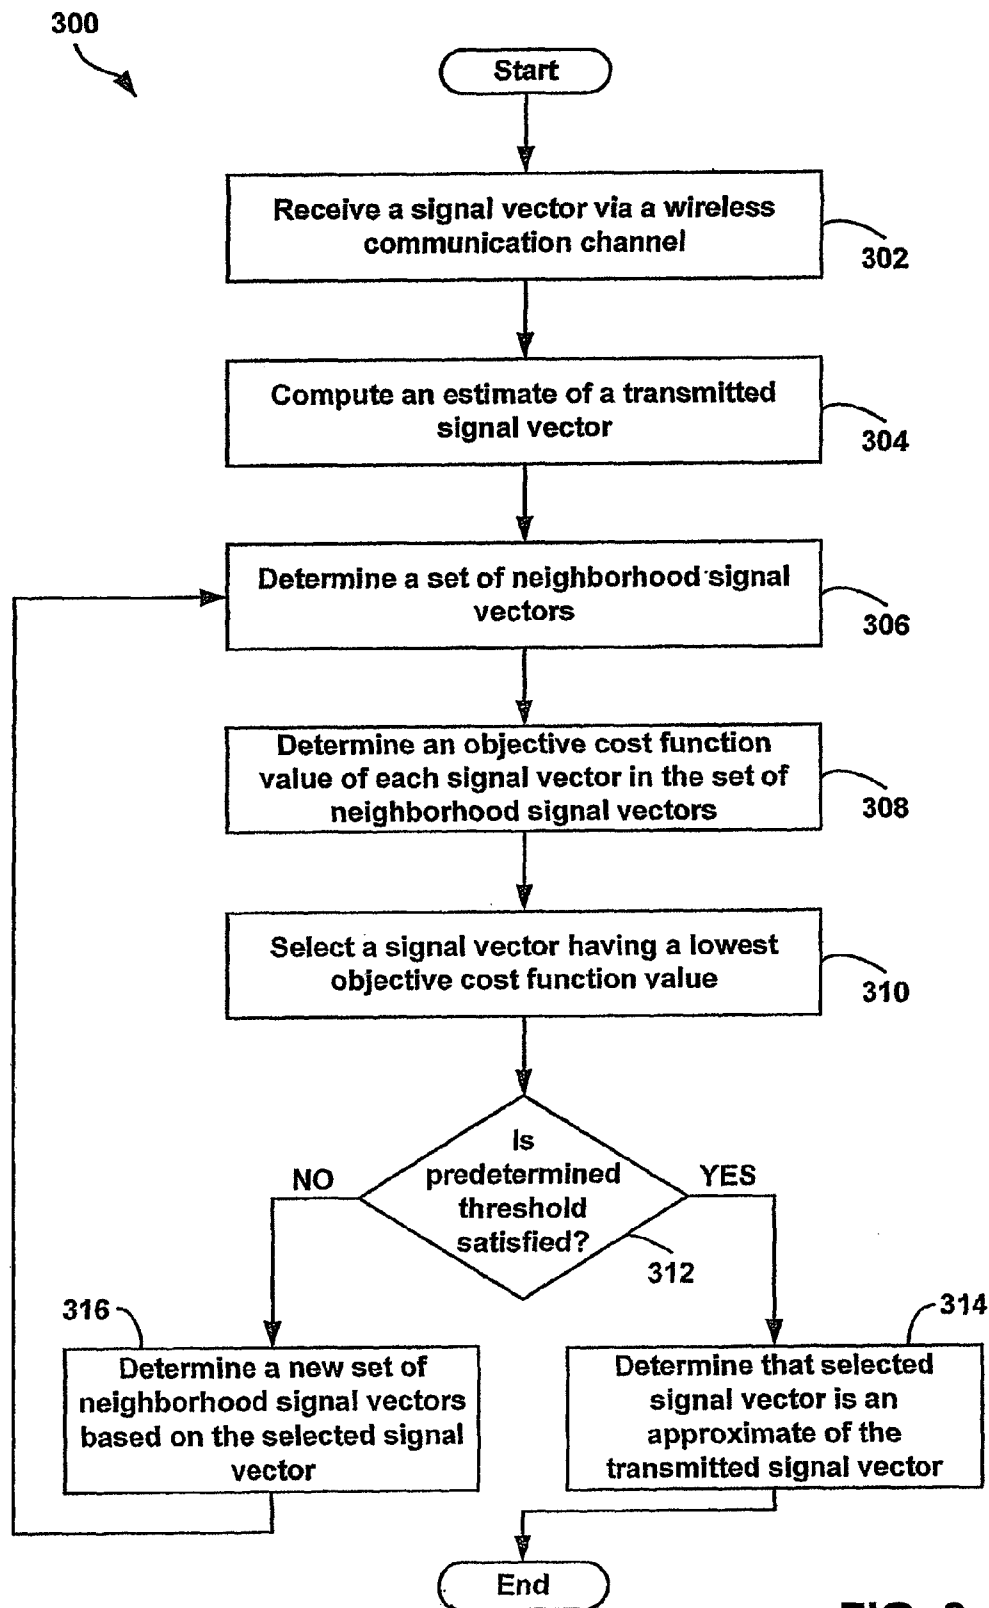 300
Start
Receive a signal vector via a wireless
communication channel
302
Compute an estimate of a transmitted
signal vector
304
Determine a set of neighborhood signal
vectors
306
Determine an objective cost function
value of each signal vector in the set of
neighborhood signal vectors
308
Select a signal vector having a lowest
objective cost function value
310
Is
predetermined
threshold
satisfied?
NO
YES
312
316
314
Determine a new set of
neighborhood signal vectors
based on the selected signal
vector
Determine that selected
signal vector is an
approximate of the
transmitted signal vector
End